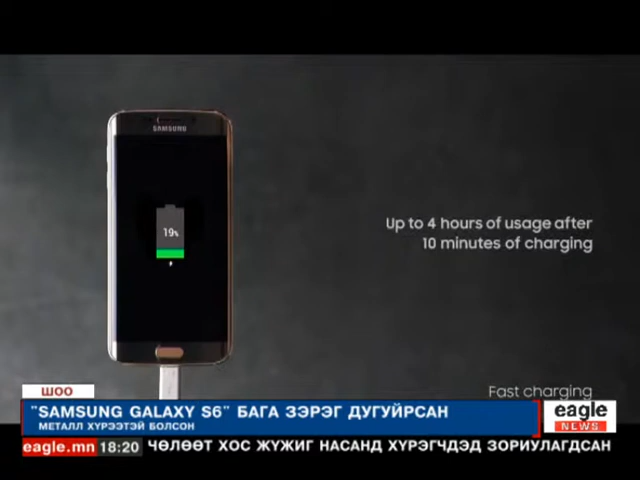 SAMSUNG
19%
Up to 4 hours of usage after
10 minutes of charging
Fast charging
ШОО
"SAMSUNG GALAXY S6" БАГА ЗЭРЭГ ДУГУЙРСАН
МЕТАЛЛ ХҮРЭЭТЭЙ БОЛСОН
eagle
NEWS
eagle.mn 18:20 ЧӨЛӨӨТ ХОС ЖҮЖИГ НАСАНД ХҮРЭГЧДЭД ЗОРИУЛАГДСАН